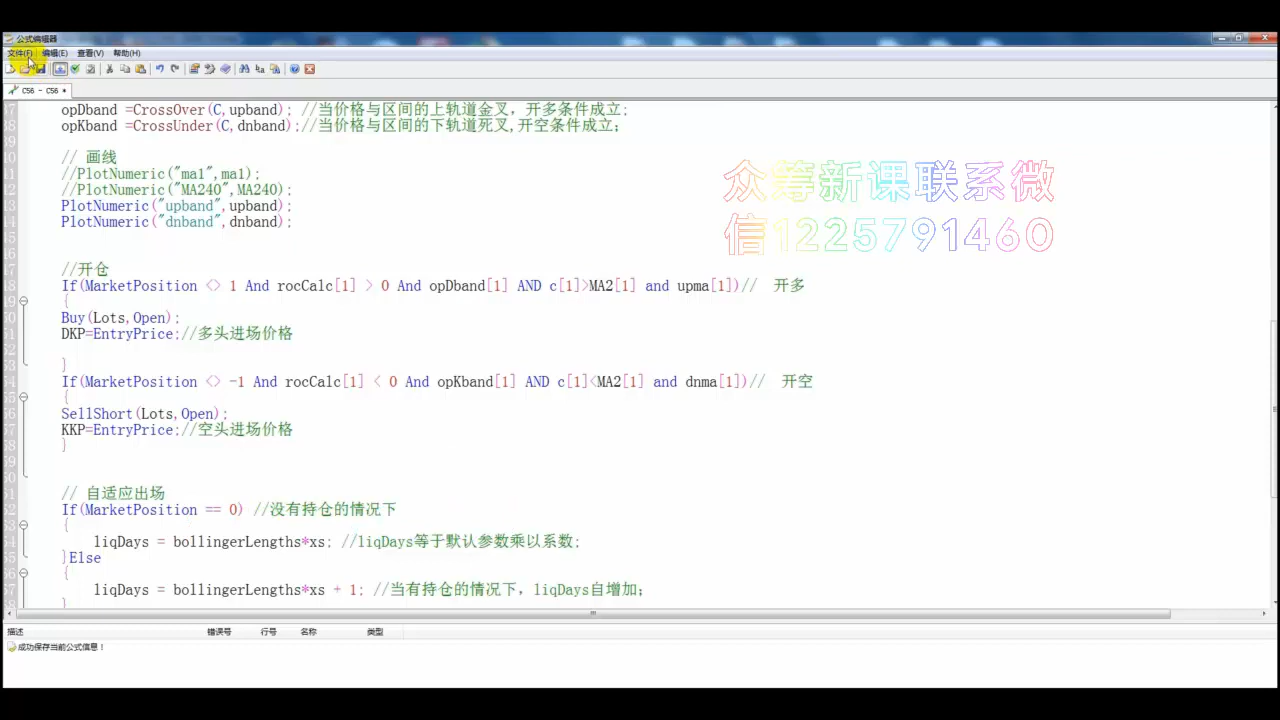 公式编辑器
文件(F) 编辑(E) 查看(V) 帮助(H)
CS6 - CS6 *
opDband =CrossOver(C,upband); //当价格与区间的上轨道金叉，开多条件成立;
38 opKband =CrossUnder(C,dnband);//当价格与区间的下轨道死叉,开空条件成立;
// 画线
//PlotNumeric("ma1",ma1);
//PlotNumeric("MA240",MA240);
PlotNumeric("upband",upband);
PlotNumeric("dnband",dnband);
众筹新课联系微
信1225791460
//开仓
If(MarketPosition <> 1 And rocCalc[1] > 0 And opDband[1] AND c[1]>MA2[1] and upma[1])// 开多
{
Buy(Lots,Open);
DKP=EntryPrice;//多头进场价格
}
If(MarketPosition <> -1 And rocCalc[1] < 0 And opKband[1] AND c[1]<MA2[1] and dnma[1])// 开空
{
SellShort(Lots,Open);
KKP=EntryPrice;//空头进场价格
}
// 自适应出场
If(MarketPosition == 0) //没有持仓的情况下
{
liqDays = bollingerLengths*xs; //liqDays等于默认参数乘以系数;
}Else
{
liqDays = bollingerLengths*xs + 1; //当有持仓的情况下，liqDays自增加;
}
描述 错误号 行号 名称 类型
成功保存当前公式信息！